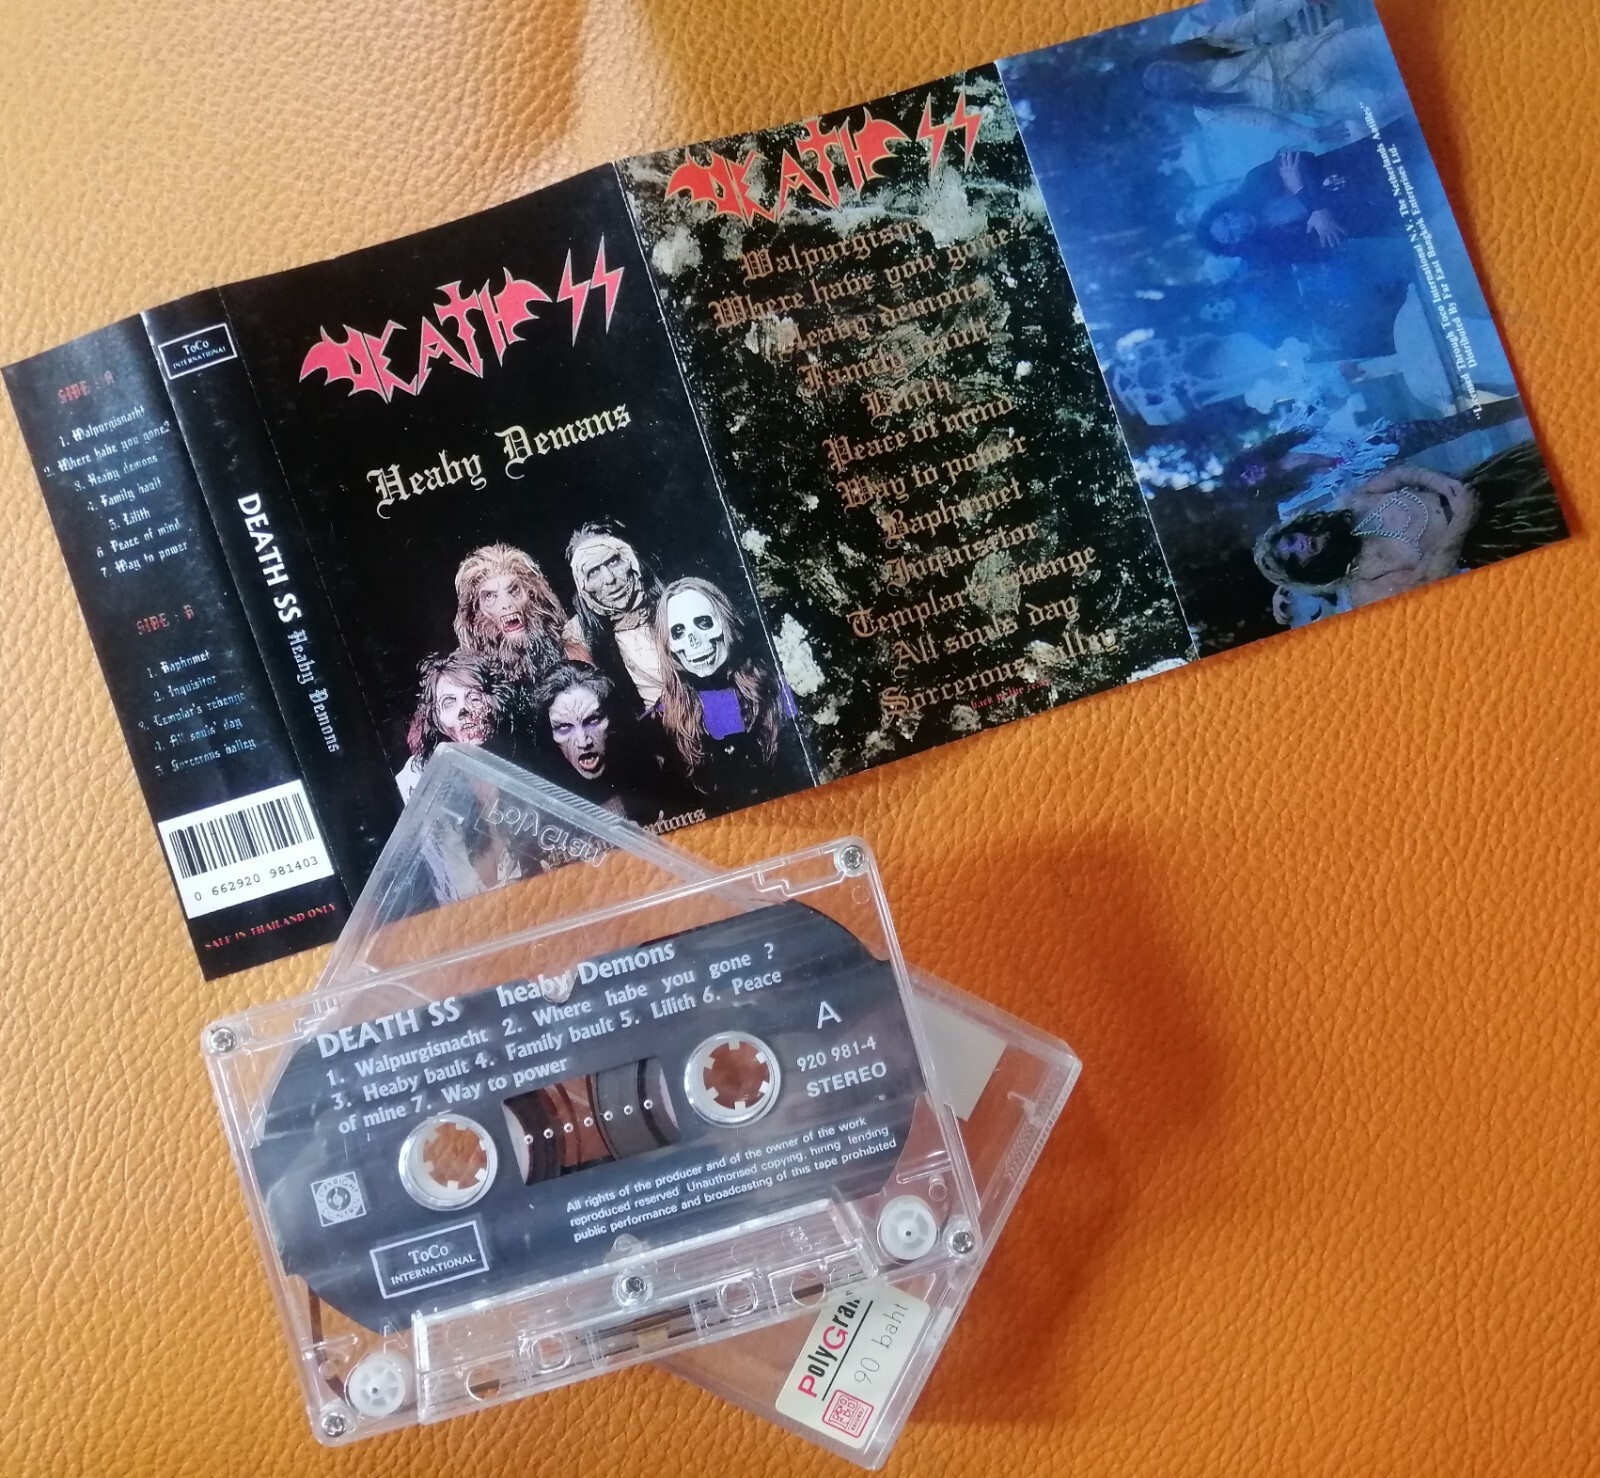 SIDE : A
1. Walpurgisnacht
2. Where habe you gone?
3. Heaby demons
4. Family bault
5. Lilith
6. Peace of mind
7. Way to power
SIDE : B
1. Baphomet
2. Inquisitor
3. Templar's rebenge
4. All souls' day
5. Sorcerous balley
0 662920 981403
SALE IN THAILAND ONLY
ToCo
INTERNATIONAL
DEATH SS Heaby Demons
DEATH SS
Heaby Demans
DEATH SS
Where habe you gone
Heaby demons
Family bault
Lilith
Peace of mind
Way to power
Baphomet
Inquisitor
All souls day
Through Toco International N.V. The Netherlands Antilles"
Distributed By Far East Bangkok Enterprises Ltd.
PolyGram
DEATH SS heaby Demons
1. Walpurgisnacht 2. Where habe you gone ?
3. Heaby bault 4. Family bault 5. Lilith 6. Peace
of mine 7. Way to power
A
920 981-4
STEREO
All rights of the producer and of the owner of the work
reproduced reserved Unauthorised copying, hiring lending
public performance and broadcasting of this tape prohibited
ToCo
INTERNATIONAL
PolyGram
90 baht